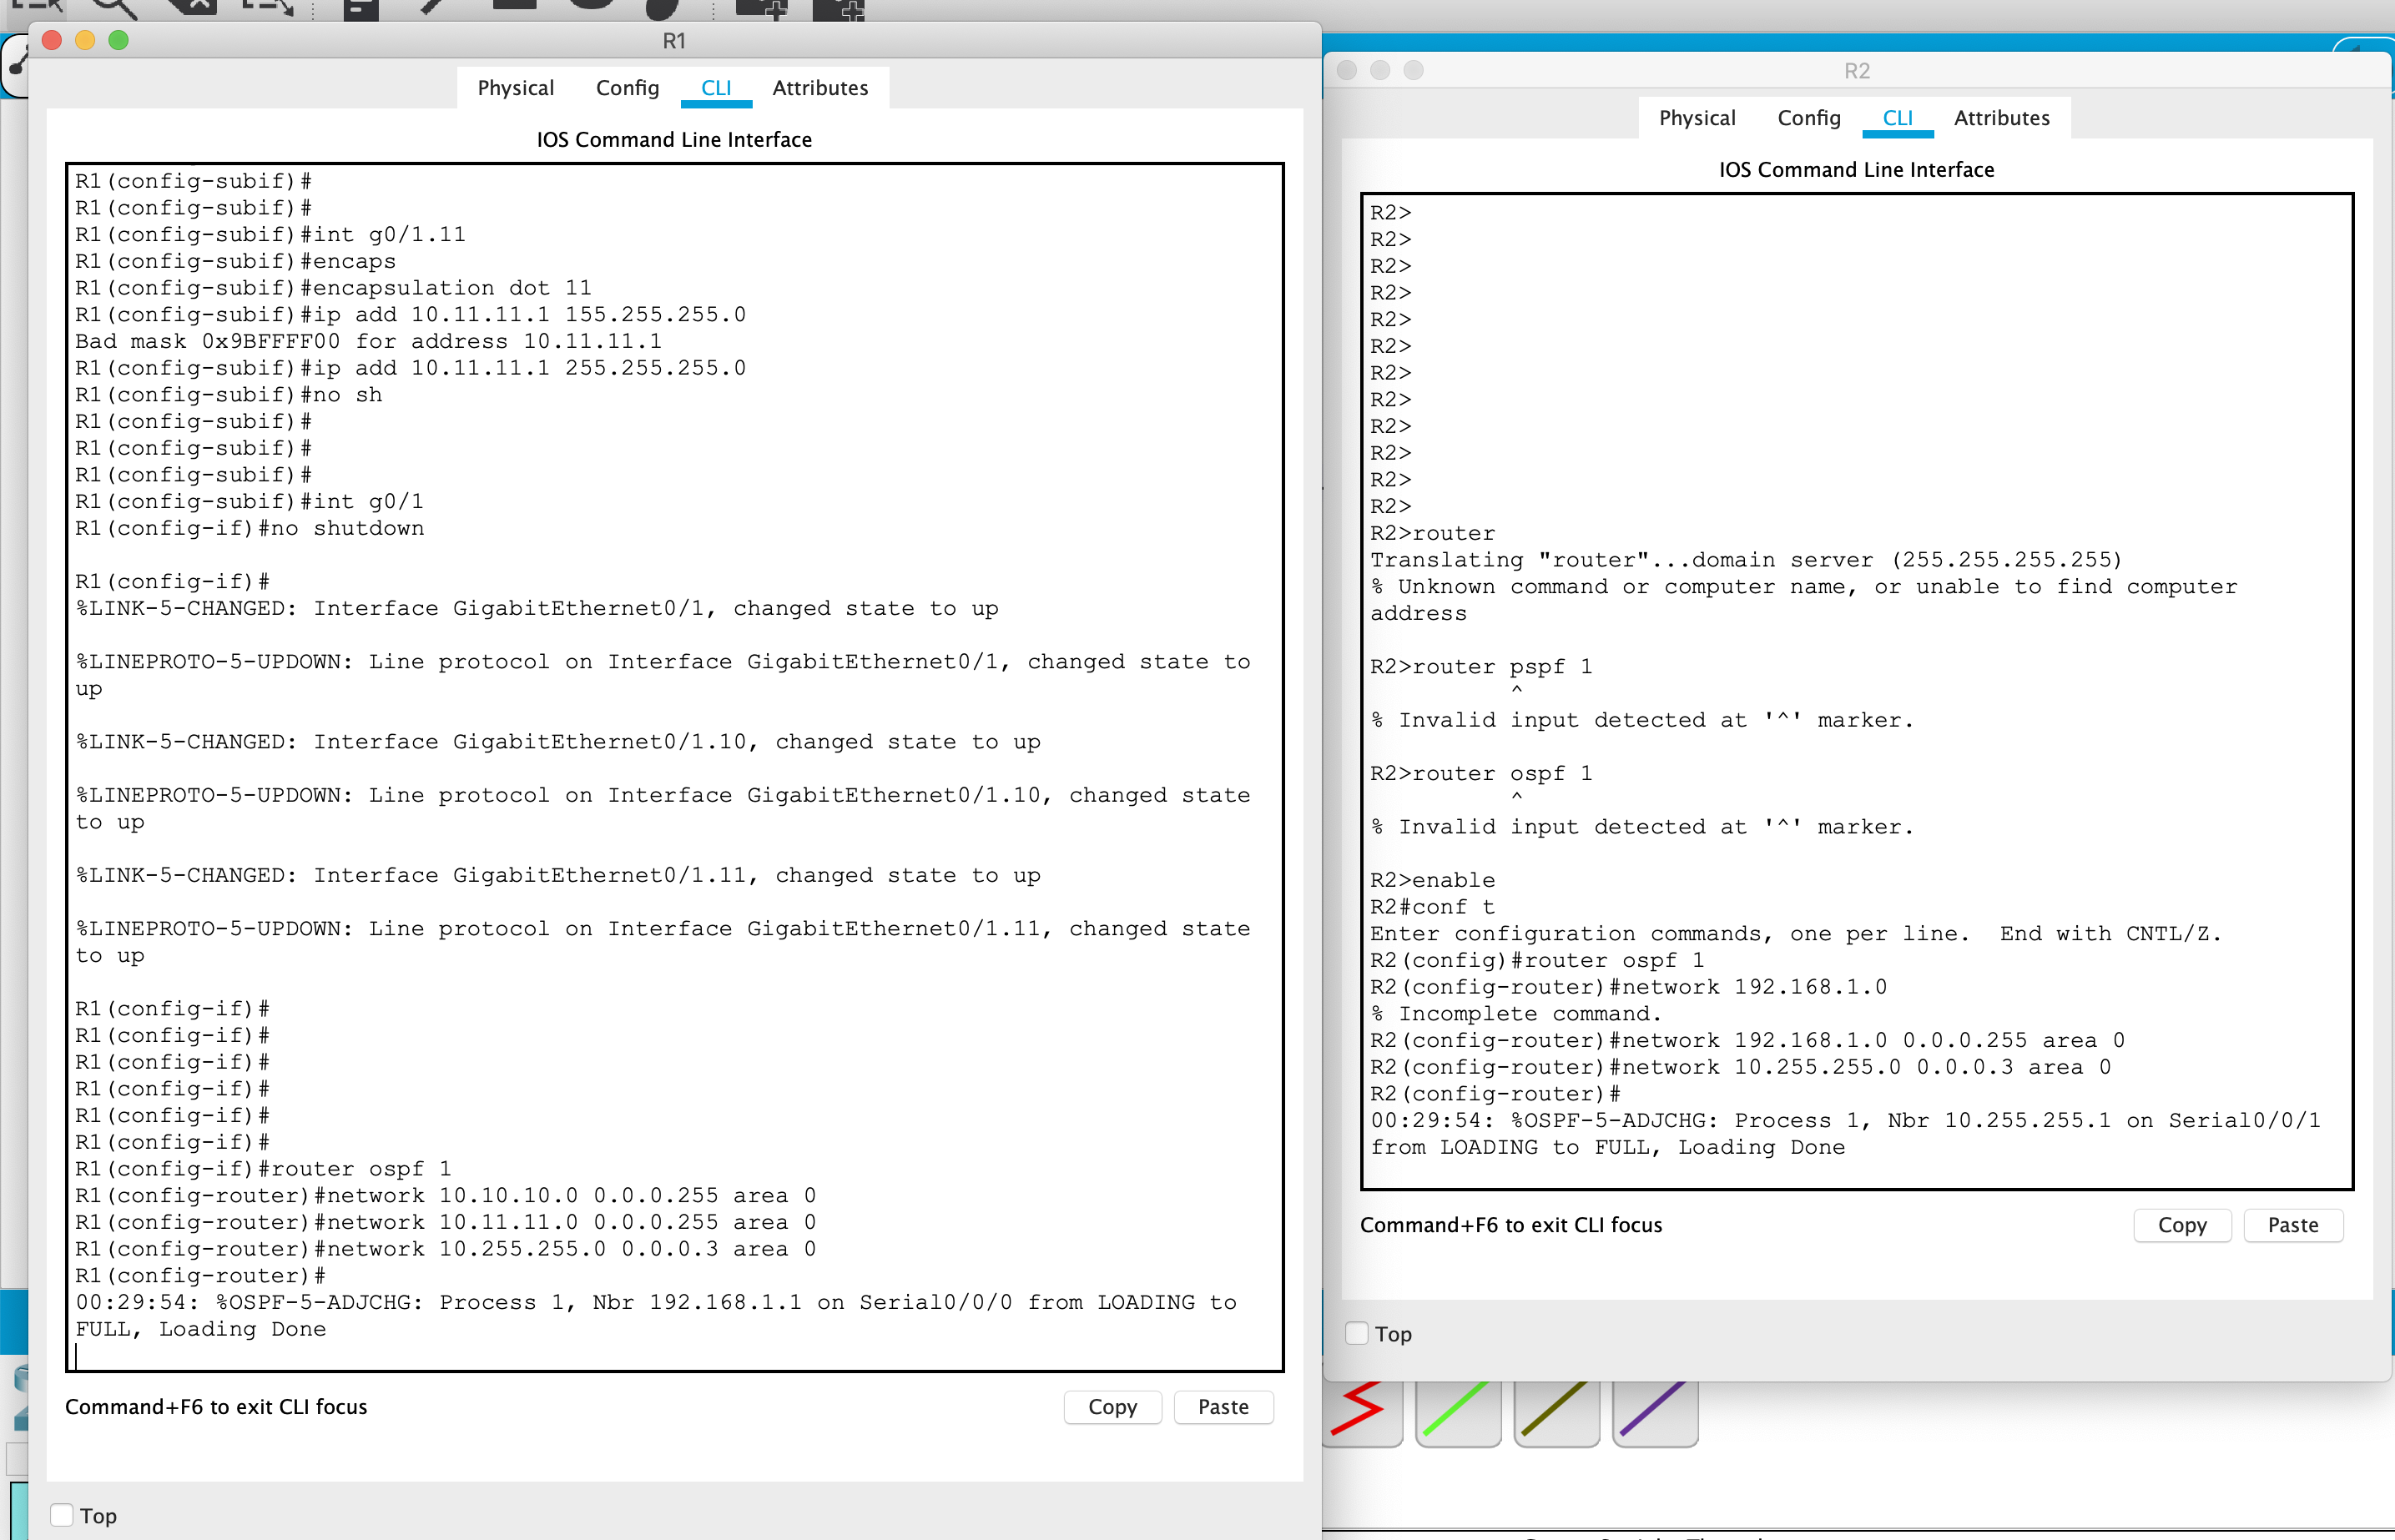 R1
Physical Config CLI Attributes
IOS Command Line Interface
R1(config-subif)#
R1(config-subif)#
R1(config-subif)#int g0/1.11
R1(config-subif)#encaps
R1(config-subif)#encapsulation dot 11
R1(config-subif)#ip add 10.11.11.1 155.255.255.0
Bad mask 0x9BFFFF00 for address 10.11.11.1
R1(config-subif)#ip add 10.11.11.1 255.255.255.0
R1(config-subif)#no sh
R1(config-subif)#
R1(config-subif)#
R1(config-subif)#
R1(config-subif)#int g0/1
R1(config-if)#no shutdown
R1(config-if)#
%LINK-5-CHANGED: Interface GigabitEthernet0/1, changed state to up
%LINEPROTO-5-UPDOWN: Line protocol on Interface GigabitEthernet0/1, changed state to
up
%LINK-5-CHANGED: Interface GigabitEthernet0/1.10, changed state to up
%LINEPROTO-5-UPDOWN: Line protocol on Interface GigabitEthernet0/1.10, changed state
to up
%LINK-5-CHANGED: Interface GigabitEthernet0/1.11, changed state to up
%LINEPROTO-5-UPDOWN: Line protocol on Interface GigabitEthernet0/1.11, changed state
to up
R1(config-if)#
R1(config-if)#
R1(config-if)#
R1(config-if)#
R1(config-if)#
R1(config-if)#
R1(config-if)#router ospf 1
R1(config-router)#network 10.10.10.0 0.0.0.255 area 0
R1(config-router)#network 10.11.11.0 0.0.0.255 area 0
R1(config-router)#network 10.255.255.0 0.0.0.3 area 0
R1(config-router)#
00:29:54: %OSPF-5-ADJCHG: Process 1, Nbr 192.168.1.1 on Serial0/0/0 from LOADING to
FULL, Loading Done
Command+F6 to exit CLI focus
Copy Paste
Top
R2
Physical Config CLI Attributes
IOS Command Line Interface
R2>
R2>
R2>
R2>
R2>
R2>
R2>
R2>
R2>
R2>
R2>
R2>
R2>router
Translating "router"...domain server (255.255.255.255)
% Unknown command or computer name, or unable to find computer
address
R2>router pspf 1
^
% Invalid input detected at '^' marker.
R2>router ospf 1
^
% Invalid input detected at '^' marker.
R2>enable
R2#conf t
Enter configuration commands, one per line.  End with CNTL/Z.
R2(config)#router ospf 1
R2(config-router)#network 192.168.1.0
% Incomplete command.
R2(config-router)#network 192.168.1.0 0.0.0.255 area 0
R2(config-router)#network 10.255.255.0 0.0.0.3 area 0
R2(config-router)#
00:29:54: %OSPF-5-ADJCHG: Process 1, Nbr 10.255.255.1 on Serial0/0/1
from LOADING to FULL, Loading Done
Command+F6 to exit CLI focus
Copy Paste
Top